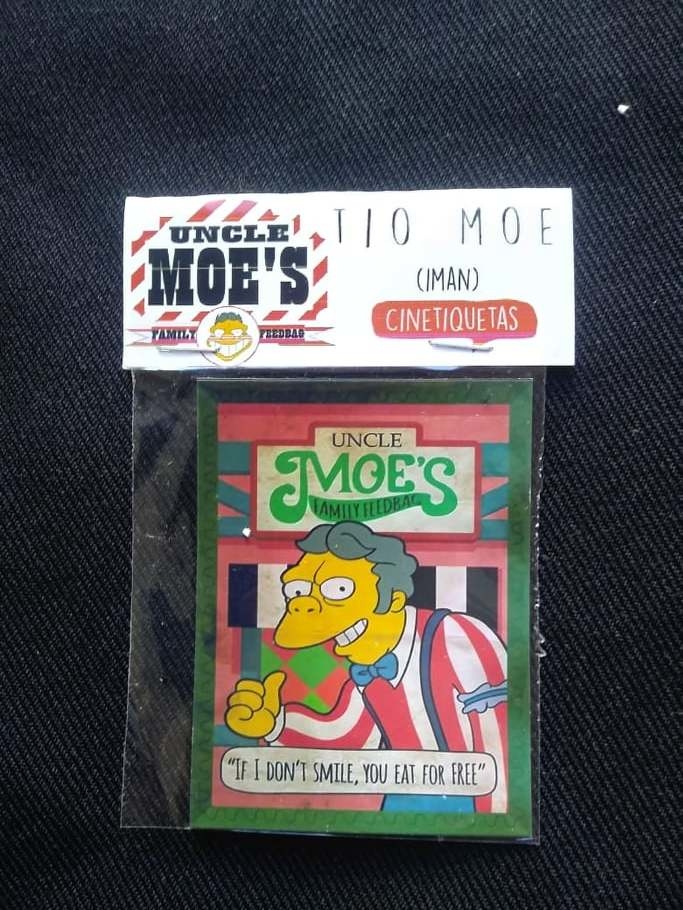 UNCLE
MOE'S
FAMILY FEEDBAG
TIO MOE
(IMAN)
CINETIQUETAS
UNCLE
MOE'S
FAMILY FEEDBAG
"IF I DON'T SMILE, YOU EAT FOR FREE"